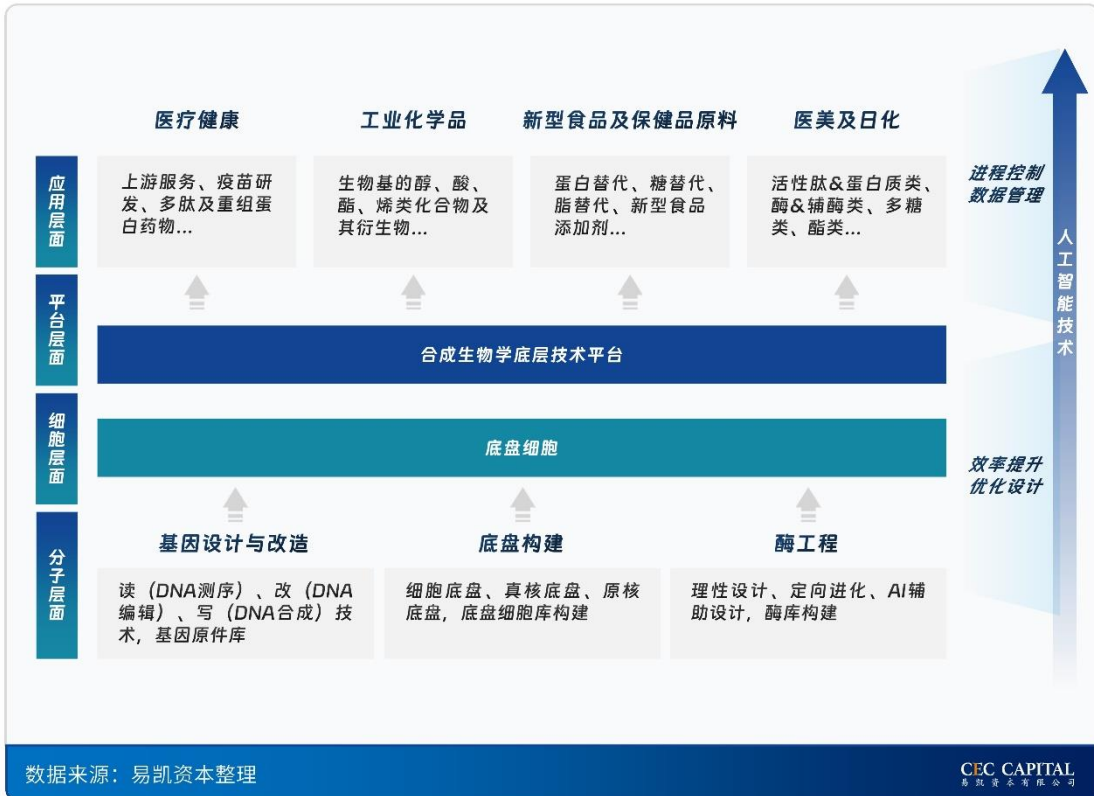 医疗健康
工业化学品
新型食品及保健品原料
医美及日化
应用层面
上游服务、疫苗研
发、多肽及重组蛋
白药物...
生物基的醇、酸、
酯、烯类化合物及
其衍生物...
蛋白替代、糖替代、
脂替代、新型食品
添加剂...
活性肽&蛋白质类、
酶&辅酶类、多糖
类、酯类...
进程控制
数据管理
人工智能技术
平台层面
合成生物学底层技术平台
细胞层面
底盘细胞
效率提升
优化设计
分子层面
基因设计与改造
底盘构建
酶工程
读（DNA测序）、改（DNA
编辑）、写（DNA合成）技
术，基因原件库
细胞底盘、真核底盘、原核
底盘，底盘细胞库构建
理性设计、定向进化、AI辅
助设计，酶库构建
数据来源：易凯资本整理
CEC CAPITAL
易凯资本有限公司